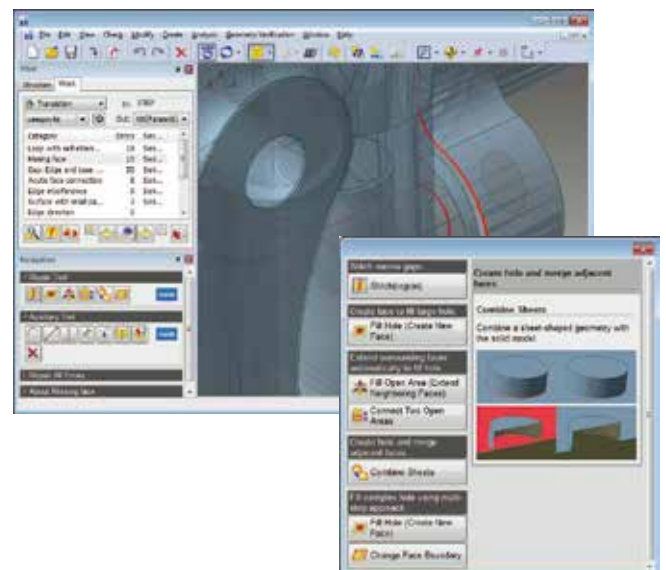 File Edit View Modify Create Analysis Geometry Verification Window Help
Work
Structure Work
Translation
Out:
Category Errors
Loop with self-inters...
Missing face
Gap: Edge and base ...
Acute face connection
Edge interference
Surface with small pa...
Edge direction
Navigation
Repair Tool
Auxiliary Tool
Repair All Errors
About Missing face
Stitch narrow gaps
Stitch(Edges)
Create face to fill large hole
Fill Hole (Create New
Face)
Extend surrounding faces
automatically to fill hole
Fill Open Area (Extend
Neighboring Faces)
Connect Two Open
Areas
Create hole and merge
adjacent faces
Combine Sheets
Fill complex hole using multi-
step approach
Fill Hole (Create New
Face)
Change Face Boundary
Create hole and merge adjacent
faces
Combine Sheets
Combine a sheet-shaped geometry with
the solid model.